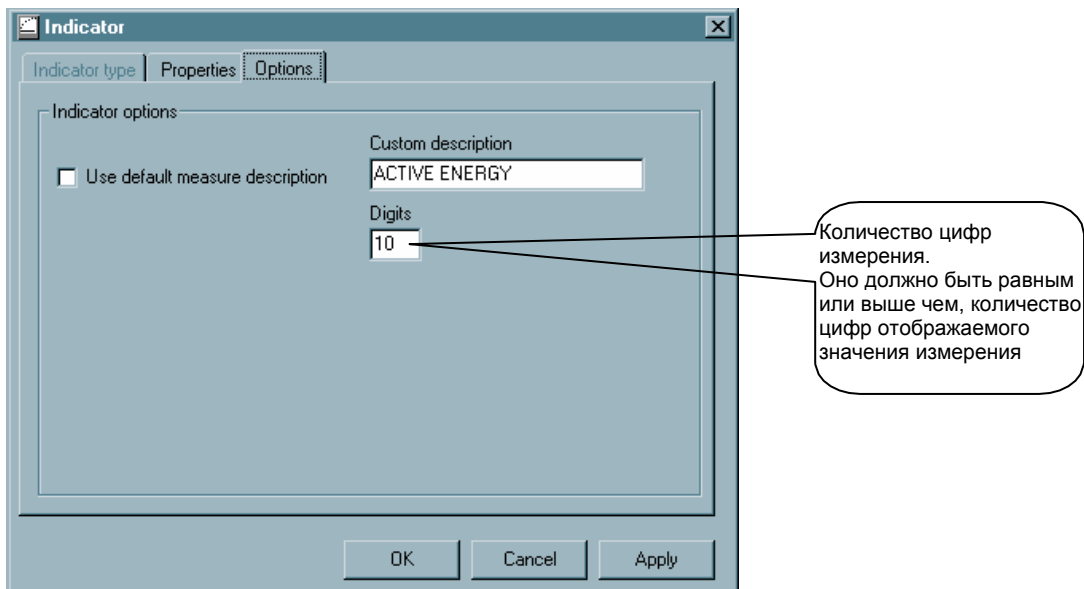 Indicator
Indicator type Properties Options
Indicator options
Custom description
Use default measure description
ACTIVE ENERGY
Digits
10
Количество цифр
измерения.
Оно должно быть равным
или выше чем, количество
цифр отображаемого
значения измерения
OK Cancel Apply